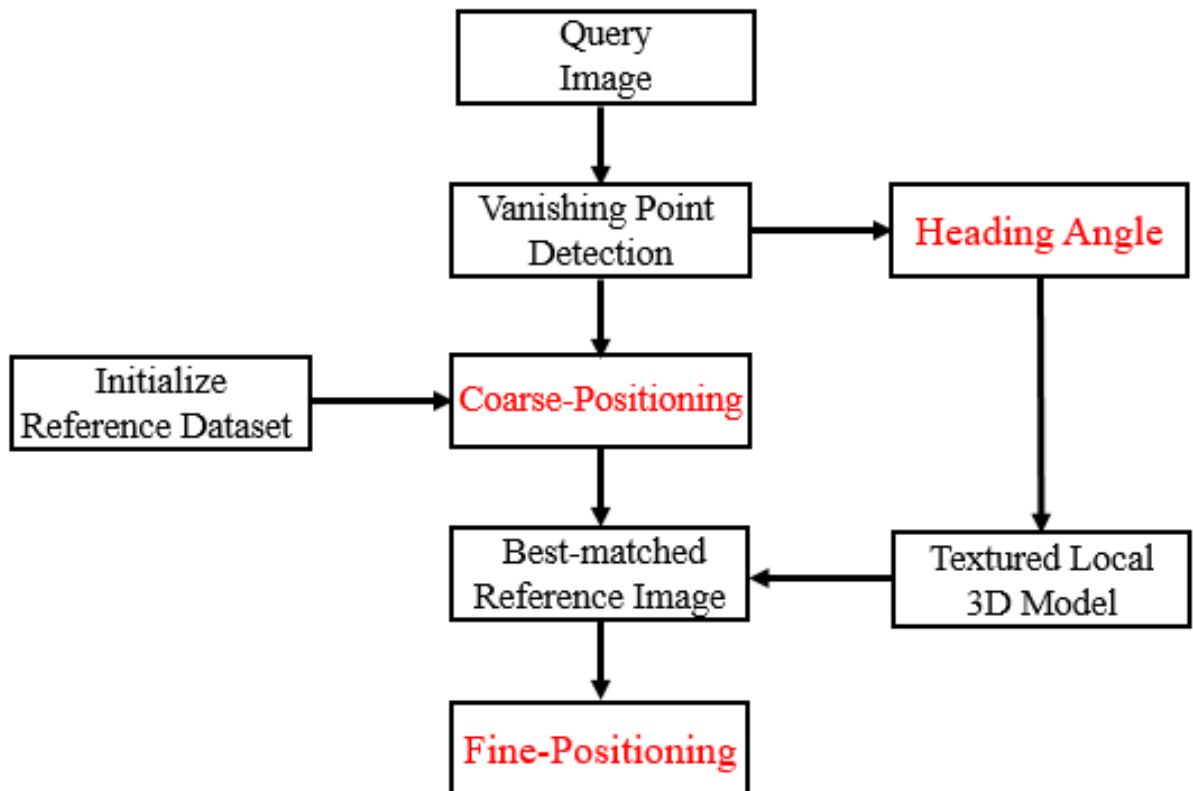 Query
Image
Vanishing Point
Detection
Heading Angle
Initialize
Reference Dataset
Coarse-Positioning
Best-matched
Reference Image
Textured Local
3D Model
Fine-Positioning